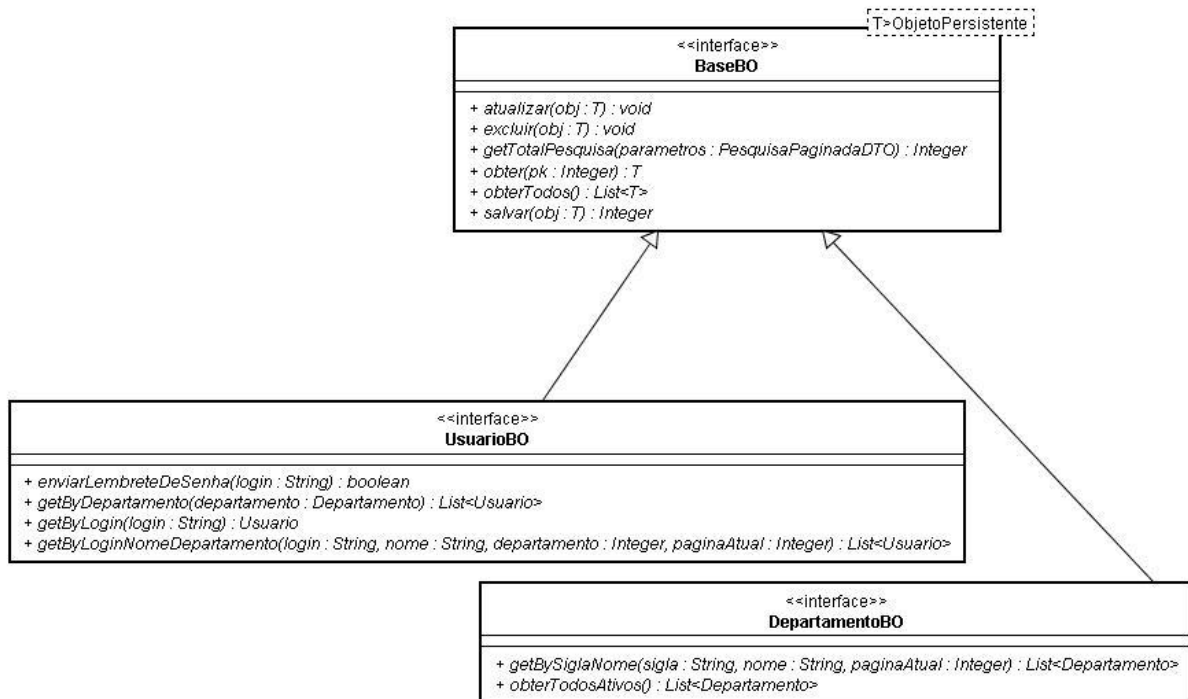 T>ObjetoPersistente
<<interface>>
BaseBO
+ atualizar(obj : T) : void
+ excluir(obj : T) : void
+ getTotalPesquisa(parametros : PesquisaPaginadaDTO) : Integer
+ obter(pk : Integer) : T
+ obterTodos() : List<T>
+ salvar(obj : T) : Integer
<<interface>>
UsuarioBO
+ enviarLembreteDeSenha(login : String) : boolean
+ getByDepartamento(departamento : Departamento) : List<Usuario>
+ getByLogin(login : String) : Usuario
+ getByLoginNomeDepartamento(login : String, nome : String, departamento : Integer, paginaAtual : Integer) : List<Usuario>
<<interface>>
DepartamentoBO
+ getBySiglaNome(sigla : String, nome : String, paginaAtual : Integer) : List<Departamento>
+ obterTodosAtivos() : List<Departamento>